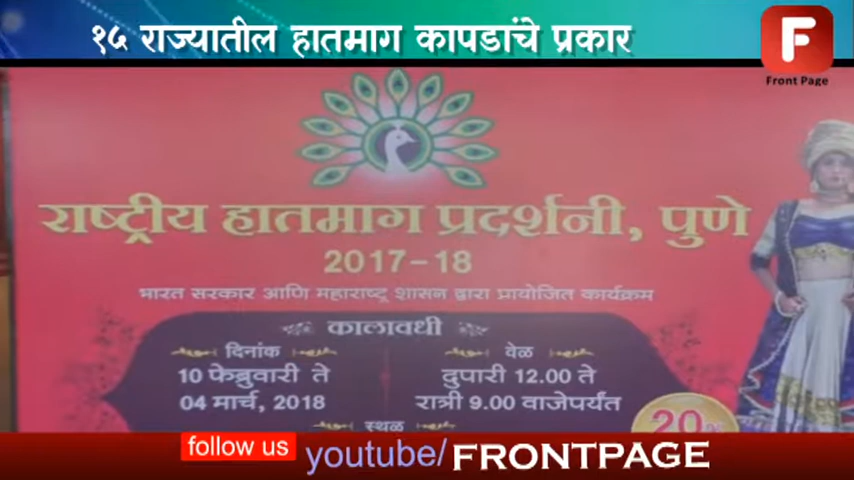 १५ राज्यातील हातमाग कापडांचे प्रकार
F
Front Page
राष्ट्रीय हातमाग प्रदर्शनी, पुणे
2017-18
भारत सरकार आणि महाराष्ट्र शासन द्वारा प्रायोजित कार्यक्रम
कालावधी
दिनांक
10 फेब्रुवारी ते
04 मार्च, 2018
वेळ
दुपारी 12.00 ते
रात्री 9.00 वाजेपर्यंत
स्थळ
20%
follow us
youtube/FRONTPAGE